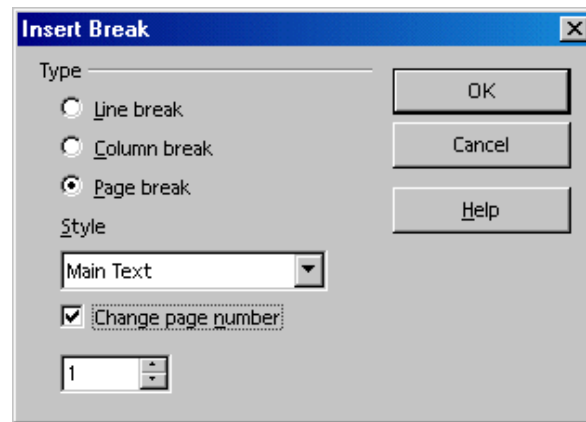 Insert Break
Type
Line break
Column break
Page break
Style
Main Text
Change page number
1
OK
Cancel
Help